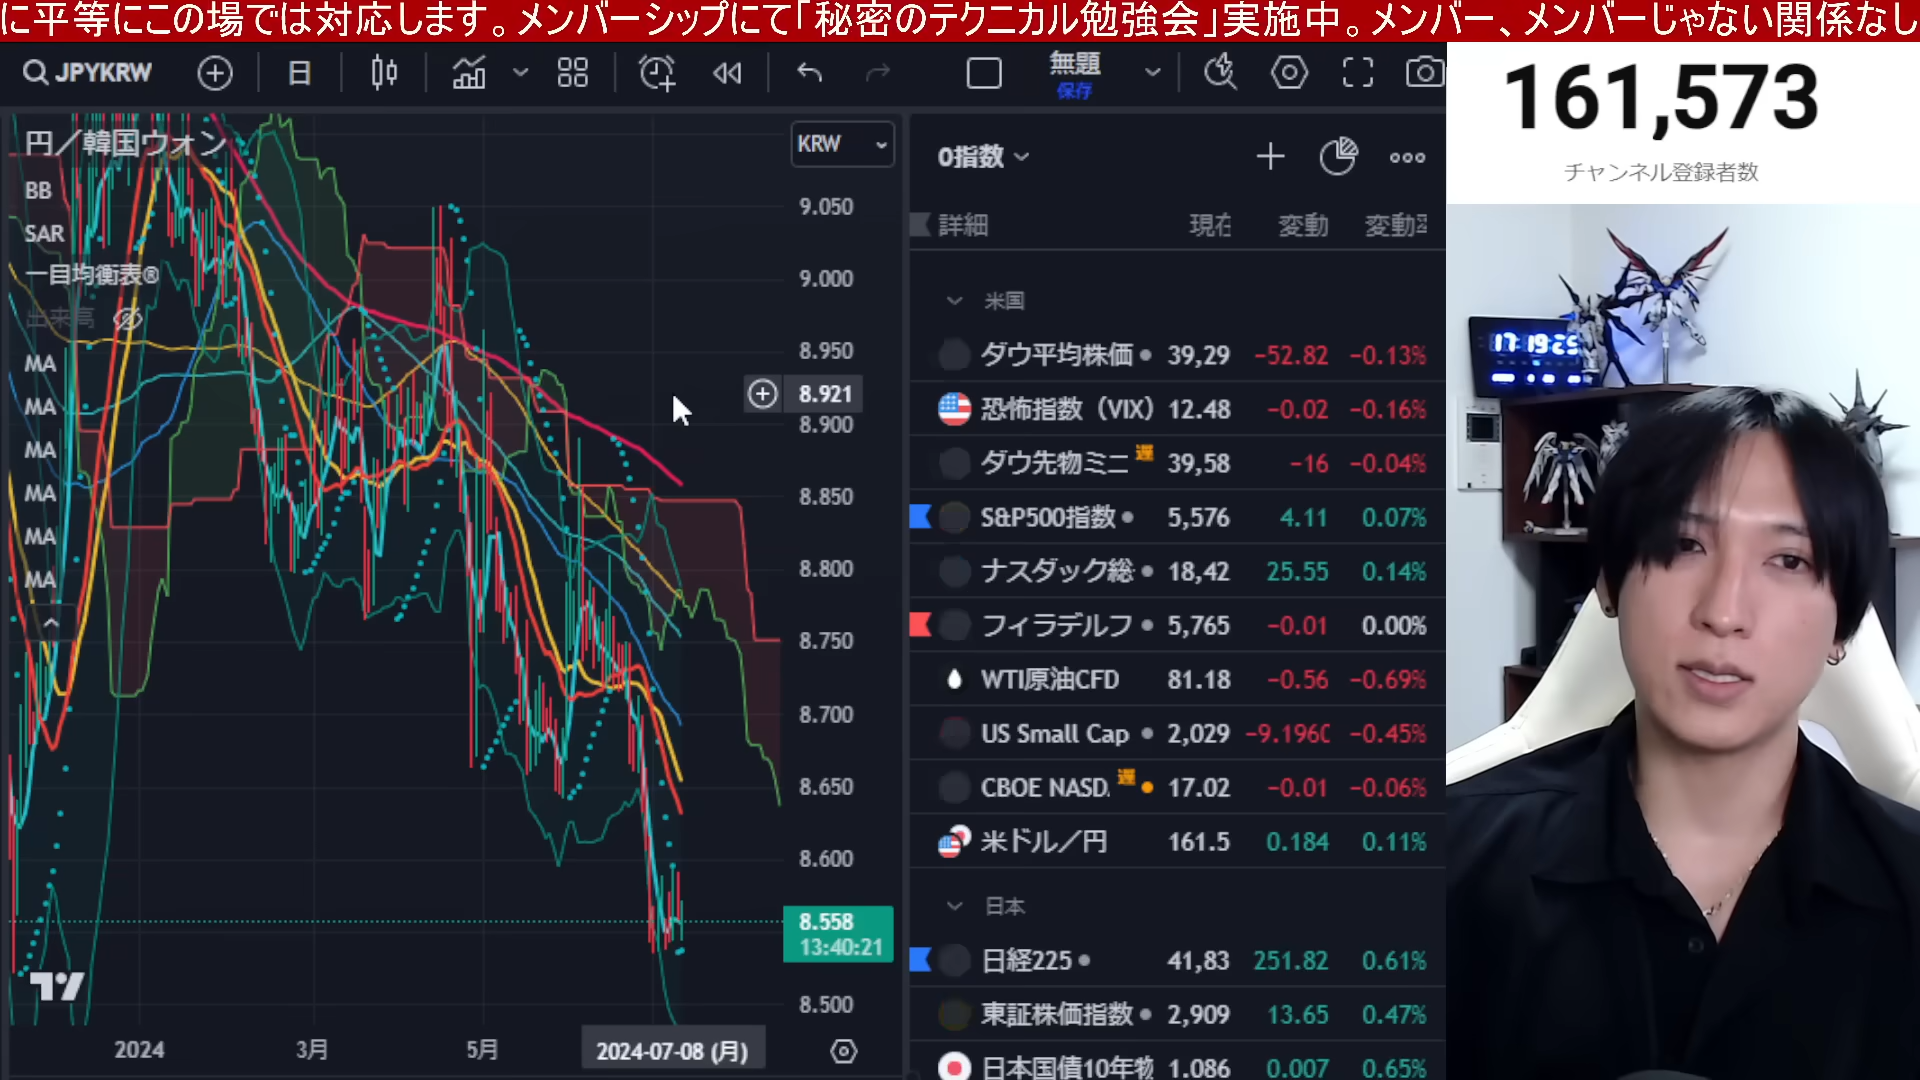 に平等にこの場では対応します。メンバーシップにて「秘密のテクニカル勉強会」実施中。メンバー、メンバーじゃない関係なし
JPYKRW
日
無題
保存
円／韓国ウォン
BB
SAR
一目均衡表®
出来高
MA
MA
MA
MA
MA
MA
KRW
9.050
9.000
8.950
8.921
8.900
8.850
8.800
8.750
8.700
8.650
8.600
8.558
13:40:21
8.500
2024
3月
5月
2024-07-08 (月)
0指数
詳細 現在 変動 変動率
米国
ダウ平均株価 39,29 −52.82 −0.13%
恐怖指数（VIX） 12.48 −0.02 −0.16%
ダウ先物ミニ 遅 39,58 −16 −0.04%
S&P500指数 5,576 4.11 0.07%
ナスダック総 18,42 25.55 0.14%
フィラデルフ 5,765 −0.01 0.00%
WTI原油CFD 81.18 −0.56 −0.69%
US Small Cap 2,029 −9.1960 −0.45%
CBOE NASD 遅 17.02 −0.01 −0.06%
米ドル／円 161.5 0.184 0.11%
日本
日経225 41,83 251.82 0.61%
東証株価指数 2,909 13.65 0.47%
日本国債10年物 1.086 0.007 0.65%
161,573
チャンネル登録者数
17:19:25